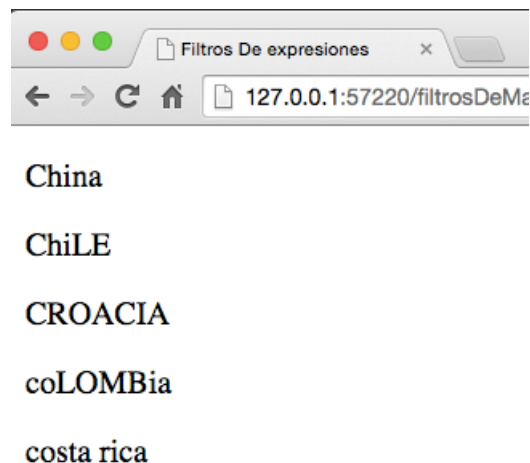 Filtros De expresiones
127.0.0.1:57220/filtrosDeMa
China
ChiLE
CROACIA
coLOMBia
costa rica